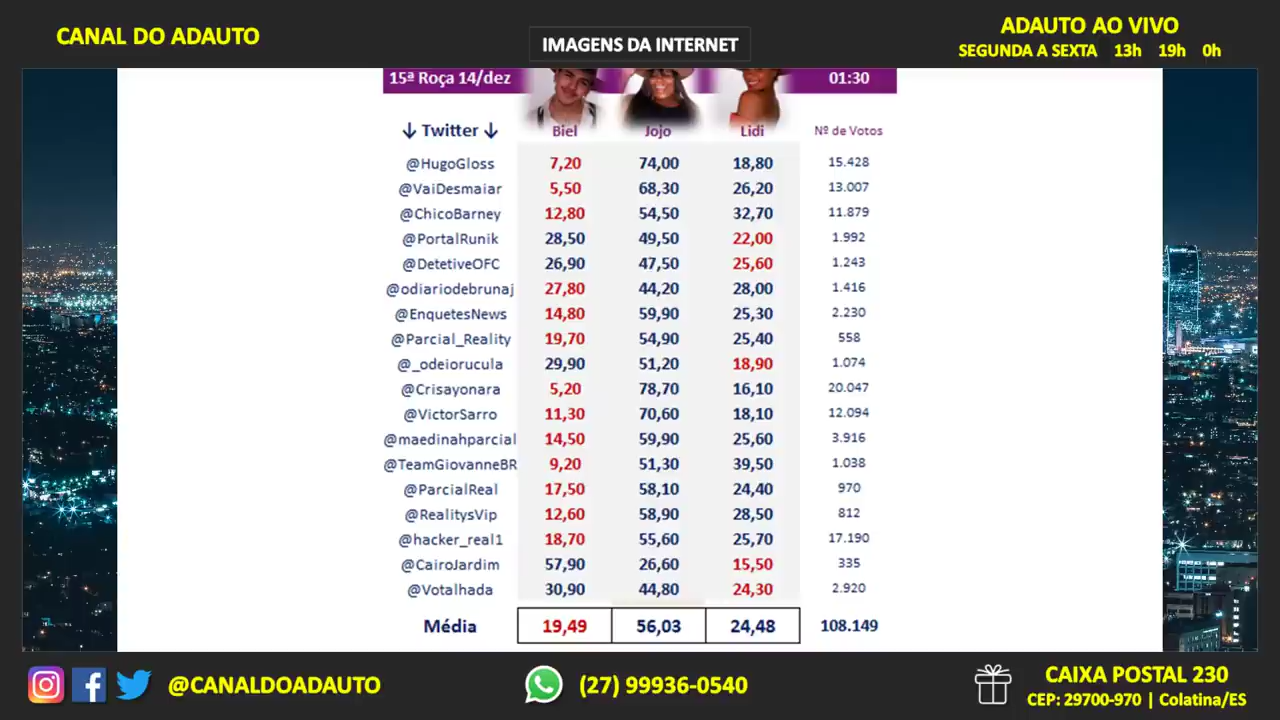 CANAL DO ADAUTO
IMAGENS DA INTERNET
ADAUTO AO VIVO
SEGUNDA A SEXTA 13h 19h 0h
15ª Roça 14/dez 01:30
↓ Twitter ↓ Biel Jojo Lidi Nº de Votos
@HugoGloss 7,20 74,00 18,80 15.428
@VaiDesmaiar 5,50 68,30 26,20 13.007
@ChicoBarney 12,80 54,50 32,70 11.879
@PortalRunik 28,50 49,50 22,00 1.992
@DetetiveOFC 26,90 47,50 25,60 1.243
@odiariodebrunaj 27,80 44,20 28,00 1.416
@EnquetesNews 14,80 59,90 25,30 2.230
@Parcial_Reality 19,70 54,90 25,40 558
@_odeiorucula 29,90 51,20 18,90 1.074
@Crisayonara 5,20 78,70 16,10 20.047
@VictorSarro 11,30 70,60 18,10 12.094
@maedinahparcial 14,50 59,90 25,60 3.916
@TeamGiovanneBR 9,20 51,30 39,50 1.038
@ParcialReal 17,50 58,10 24,40 970
@RealitysVip 12,60 58,90 28,50 812
@hacker_real1 18,70 55,60 25,70 17.190
@CairoJardim 57,90 26,60 15,50 335
@Votalhada 30,90 44,80 24,30 2.920
Média 19,49 56,03 24,48 108.149
@CANALDOADAUTO
(27) 99936-0540
CAIXA POSTAL 230
CEP: 29700-970 | Colatina/ES